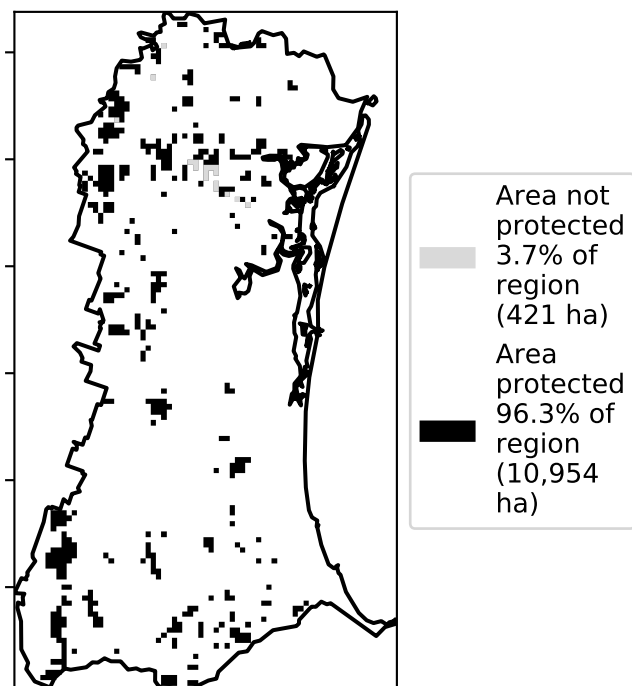 Area not
protected
3.7% of
region
(421 ha)
Area
protected
96.3% of
region
(10,954
ha)